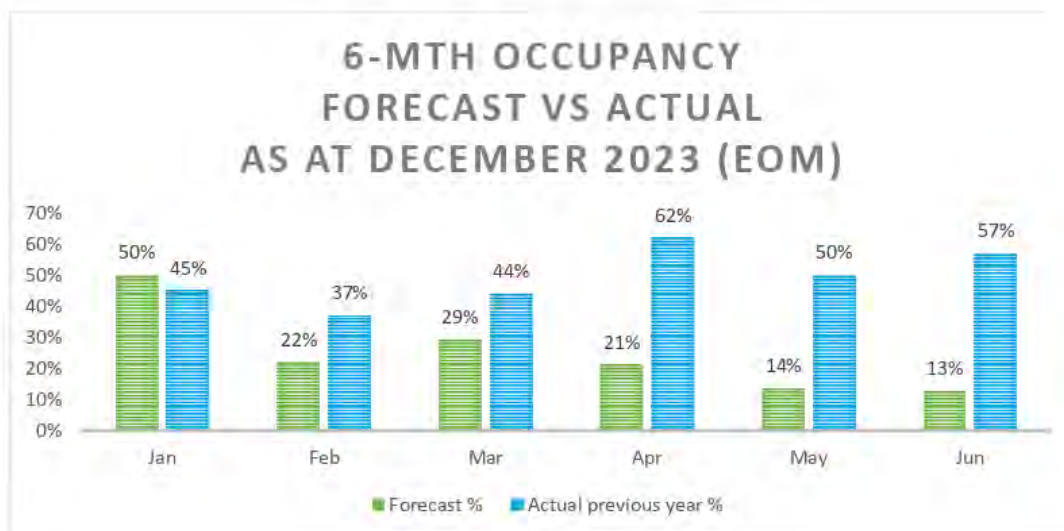 6-MTH OCCUPANCY
FORECAST VS ACTUAL
AS AT DECEMBER 2023 (EOM)
70%
60%
50%
40%
30%
20%
10%
0%
50%
45%
22%
37%
29%
44%
21%
62%
14%
50%
13%
57%
Jan
Feb
Mar
Apr
May
Jun
Forecast %
Actual previous year %